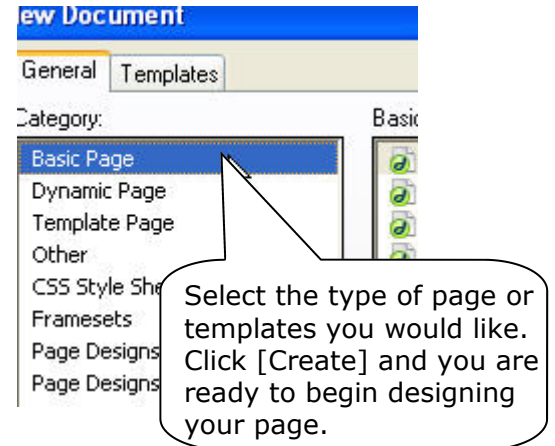 ew Document
General Templates
Category:
Basic
Basic Page
Dynamic Page
Template Page
Other
CSS Style She
Framesets
Page Designs
Page Designs
Select the type of page or
templates you would like.
Click [Create] and you are
ready to begin designing
your page.